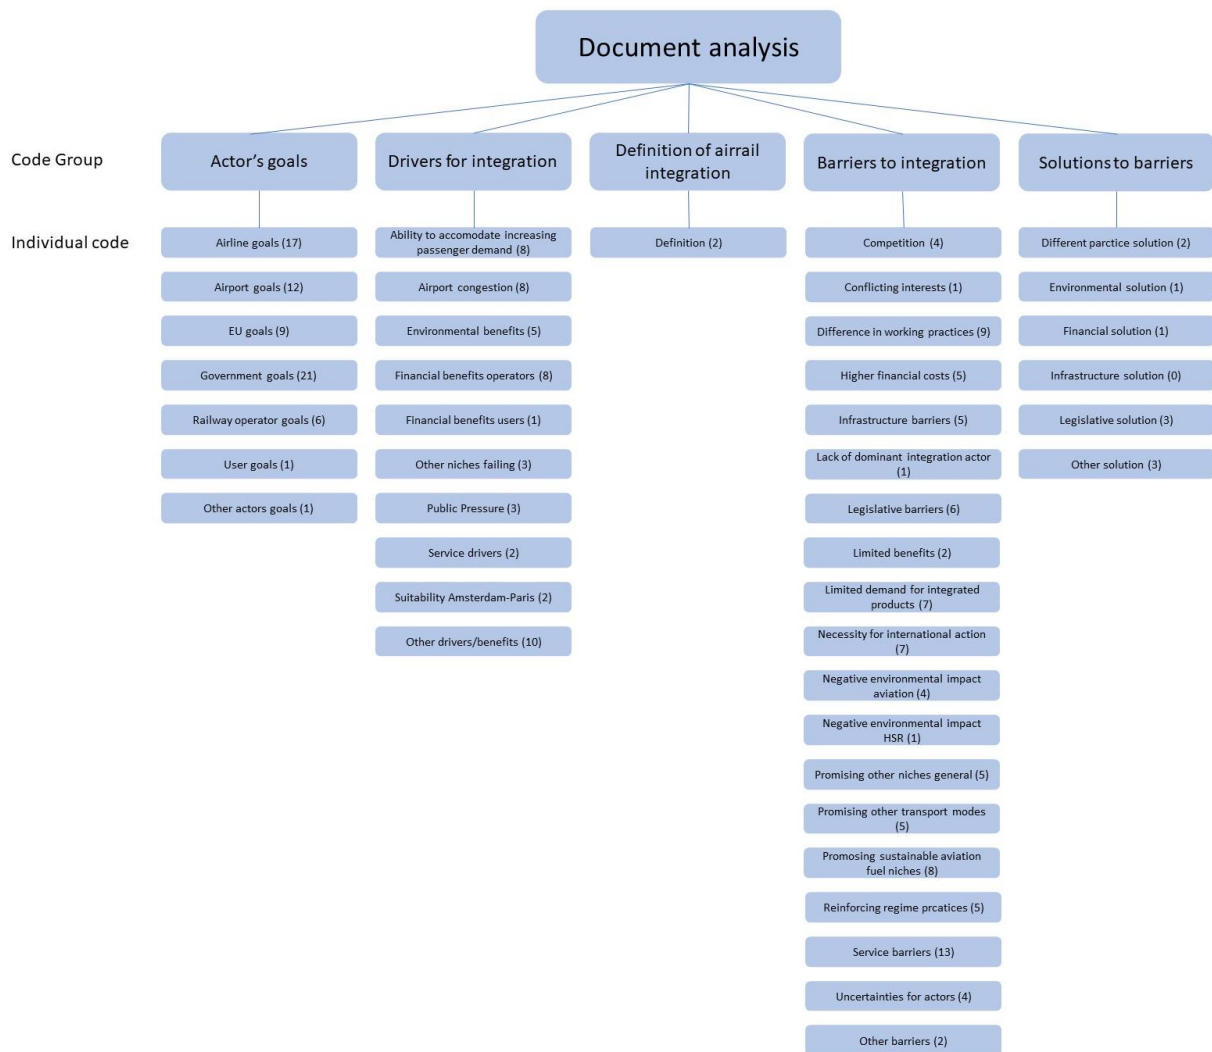 Document analysis
Code Group
Actor's goals
Drivers for integration
Definition of airrail
integration
Barriers to integration
Solutions to barriers
Individual code
Airline goals (17)
Airport goals (12)
EU goals (9)
Government goals (21)
Railway operator goals (6)
User goals (1)
Other actors goals (1)
Ability to accomodate increasing
passenger demand (8)
Airport congestion (8)
Environmental benefits (5)
Financial benefits operators (8)
Financial benefits users (1)
Other niches failing (3)
Public Pressure (3)
Service drivers (2)
Suitability Amsterdam-Paris (2)
Other drivers/benefits (10)
Definition (2)
Competition (4)
Conflicting interests (1)
Difference in working practices (9)
Higher financial costs (5)
Infrastructure barriers (5)
Lack of dominant integration actor
(1)
Legislative barriers (6)
Limited benefits (2)
Limited demand for integrated
products (7)
Necessity for international action
(7)
Negative environmental impact
aviation (4)
Negative environmental impact
HSR (1)
Promising other niches general (5)
Promising other transport modes
(5)
Promosing sustainable aviation
fuel niches (8)
Reinforcing regime prcatices (5)
Service barriers (13)
Uncertainties for actors (4)
Other barriers (2)
Different parctice solution (2)
Environmental solution (1)
Financial solution (1)
Infrastructure solution (0)
Legislative solution (3)
Other solution (3)